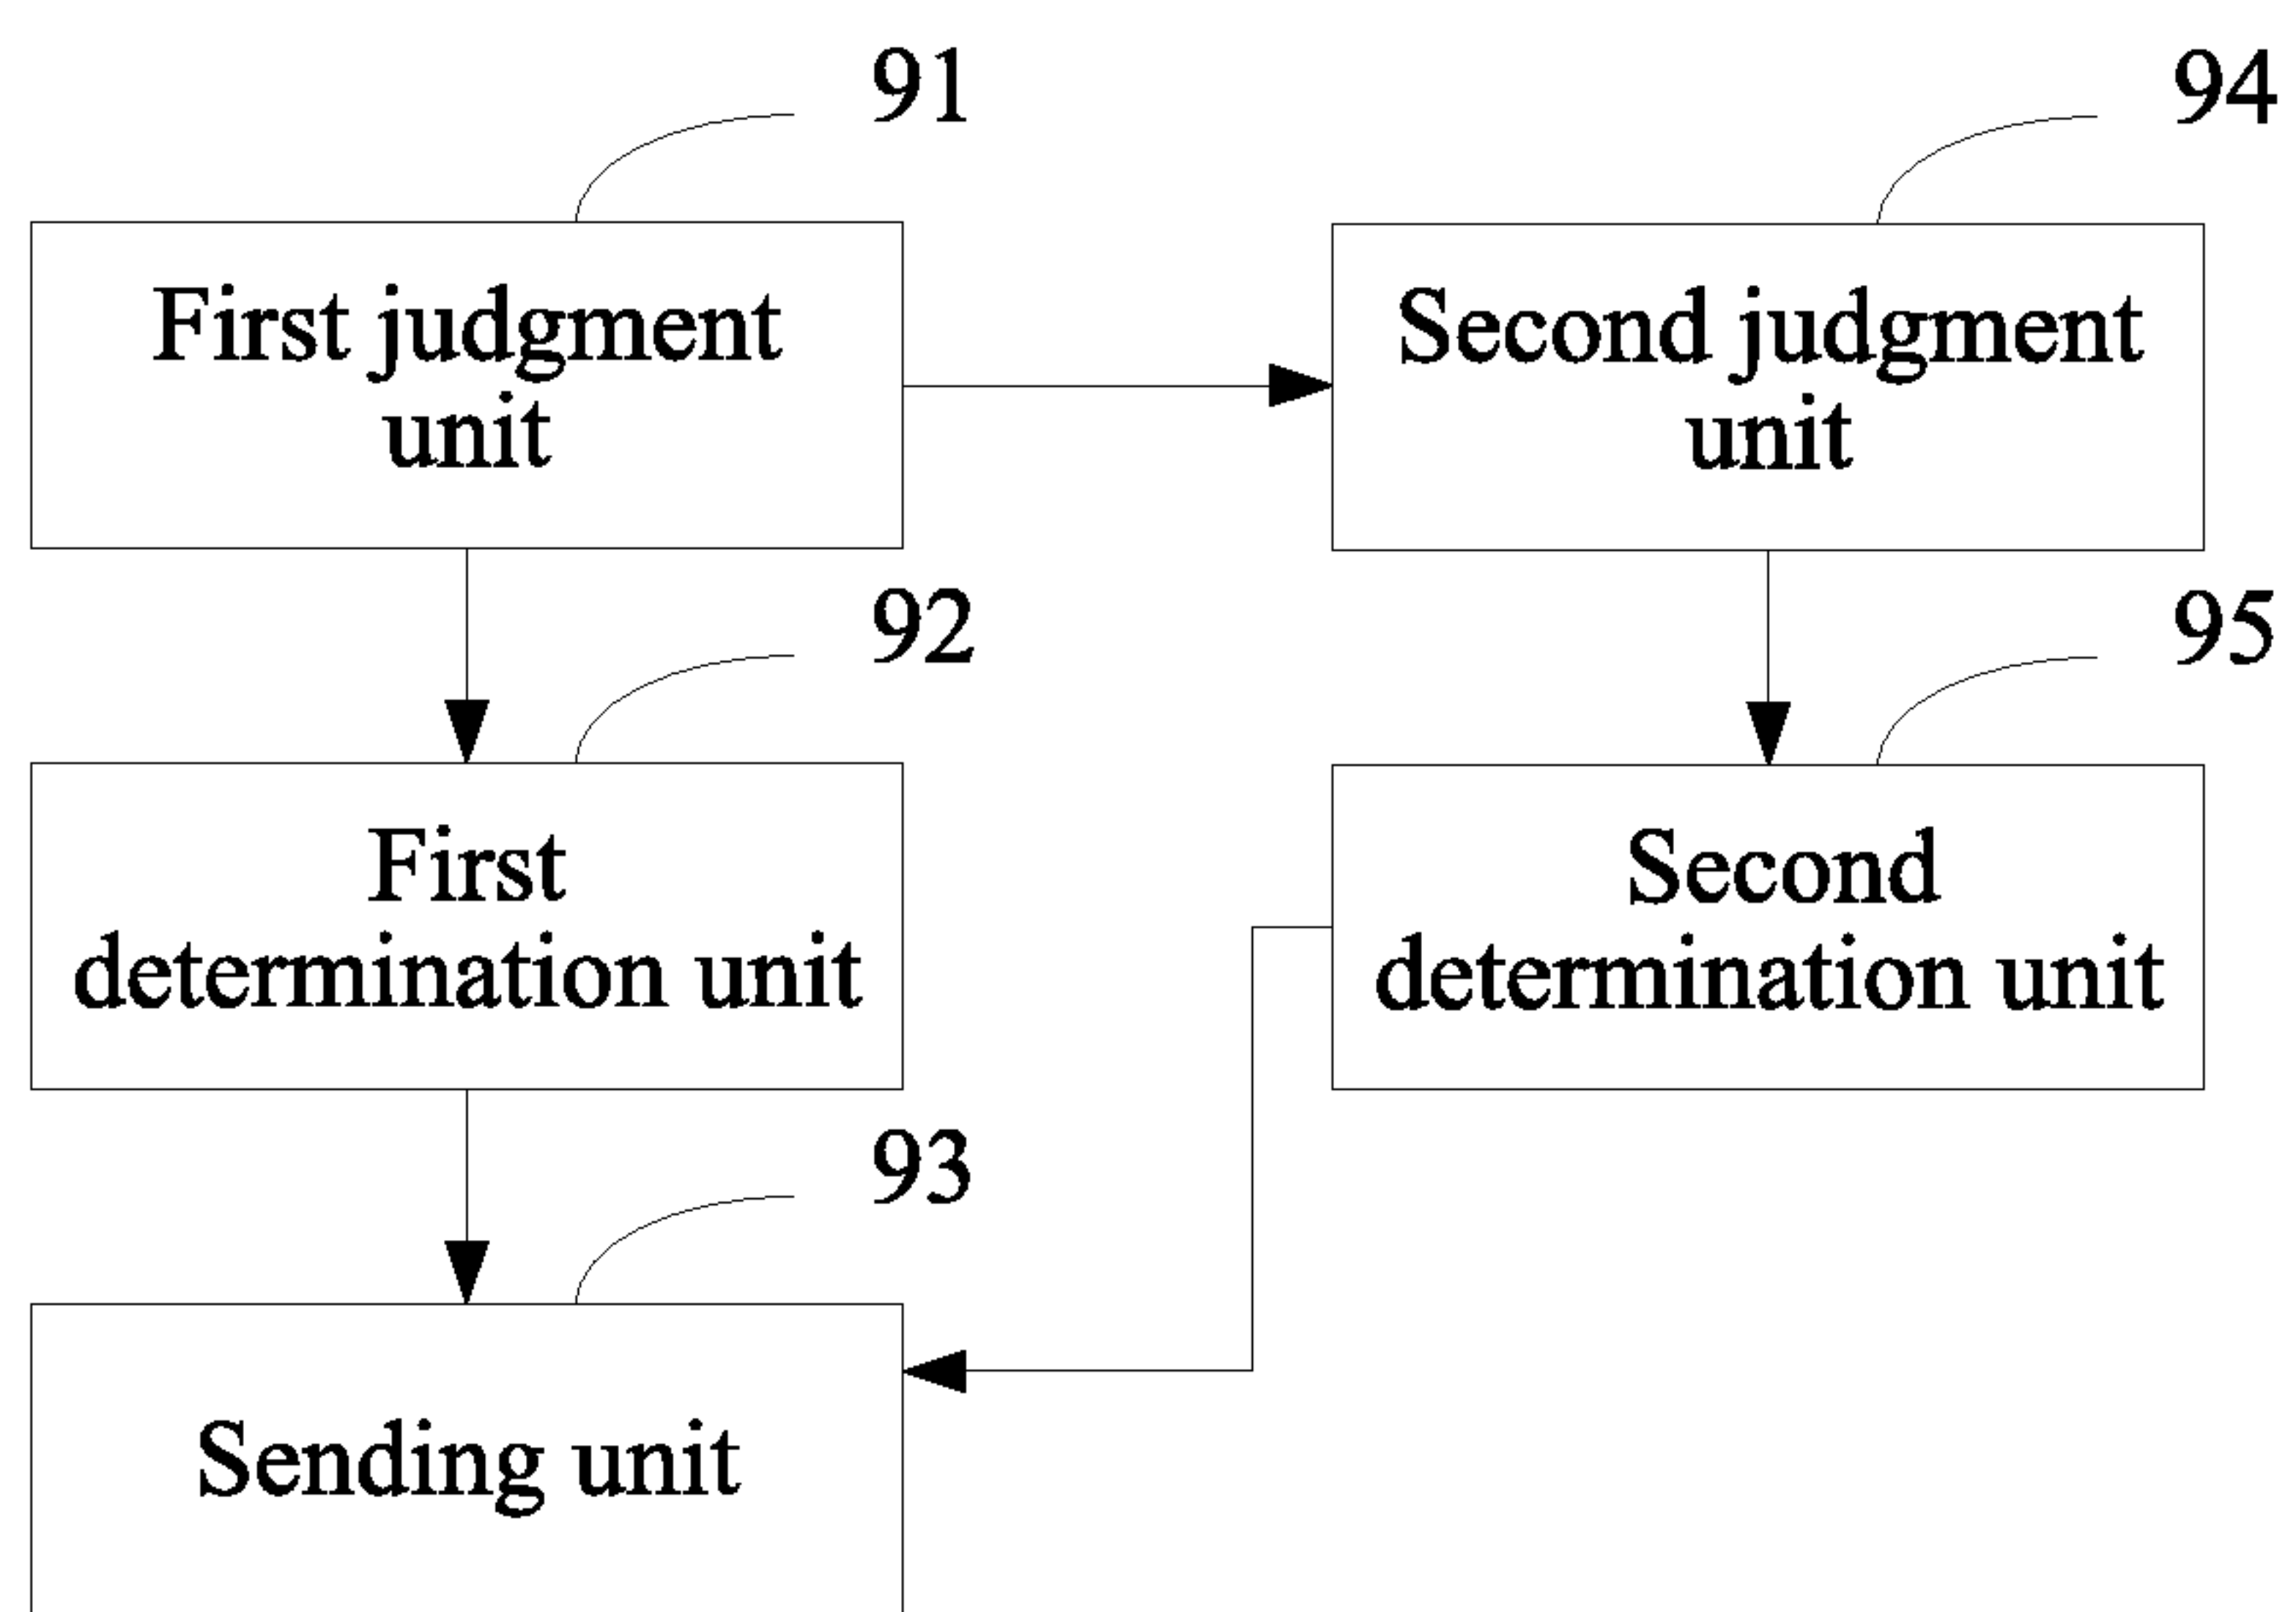 91
First judgment
unit
94
Second judgment
unit
92
First
determination unit
95
Second
determination unit
93
Sending unit